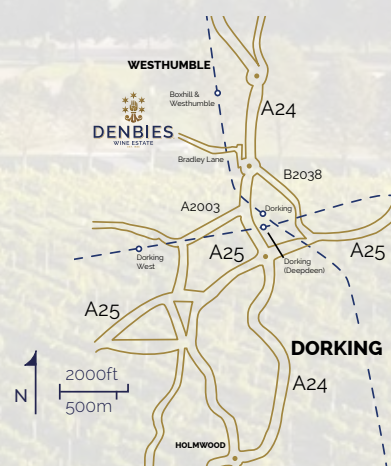 WESTHUMBLE
Boxhill &
Westhumble
A24
DENBIES
WINE ESTATE
Bradley Lane
B2038
A2003
Dorking
A25
A25
Dorking
West
Dorking
(Deepdeen)
A25
DORKING
2000ft
A24
N
500m
HOLMWOOD